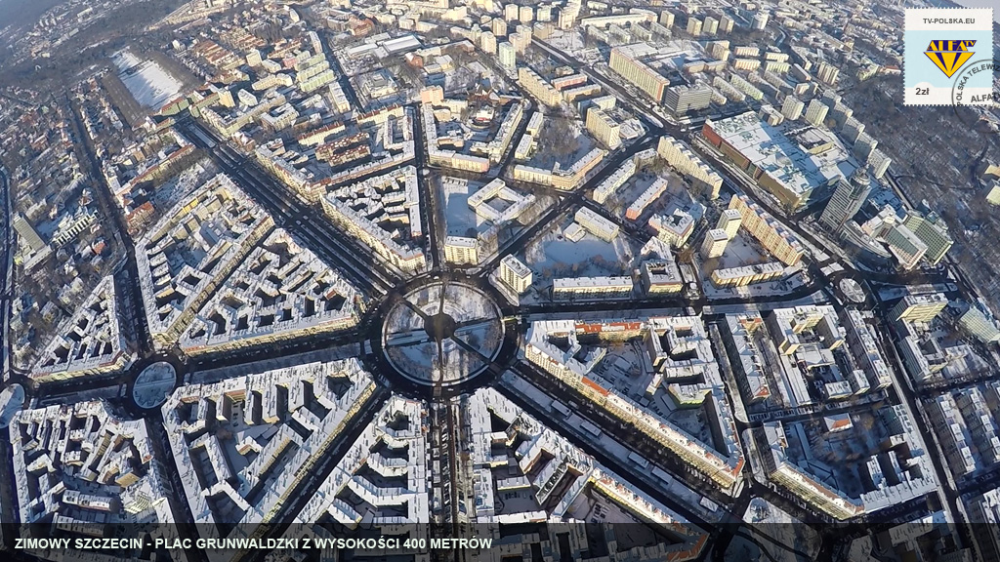 TV-POLSKA.EU
ALFA
2zł
POLSKA TELEW
ALFA
ZIMOWY SZCZECIN - PLAC GRUNWALDZKI Z WYSOKOŚCI 400 METRÓW